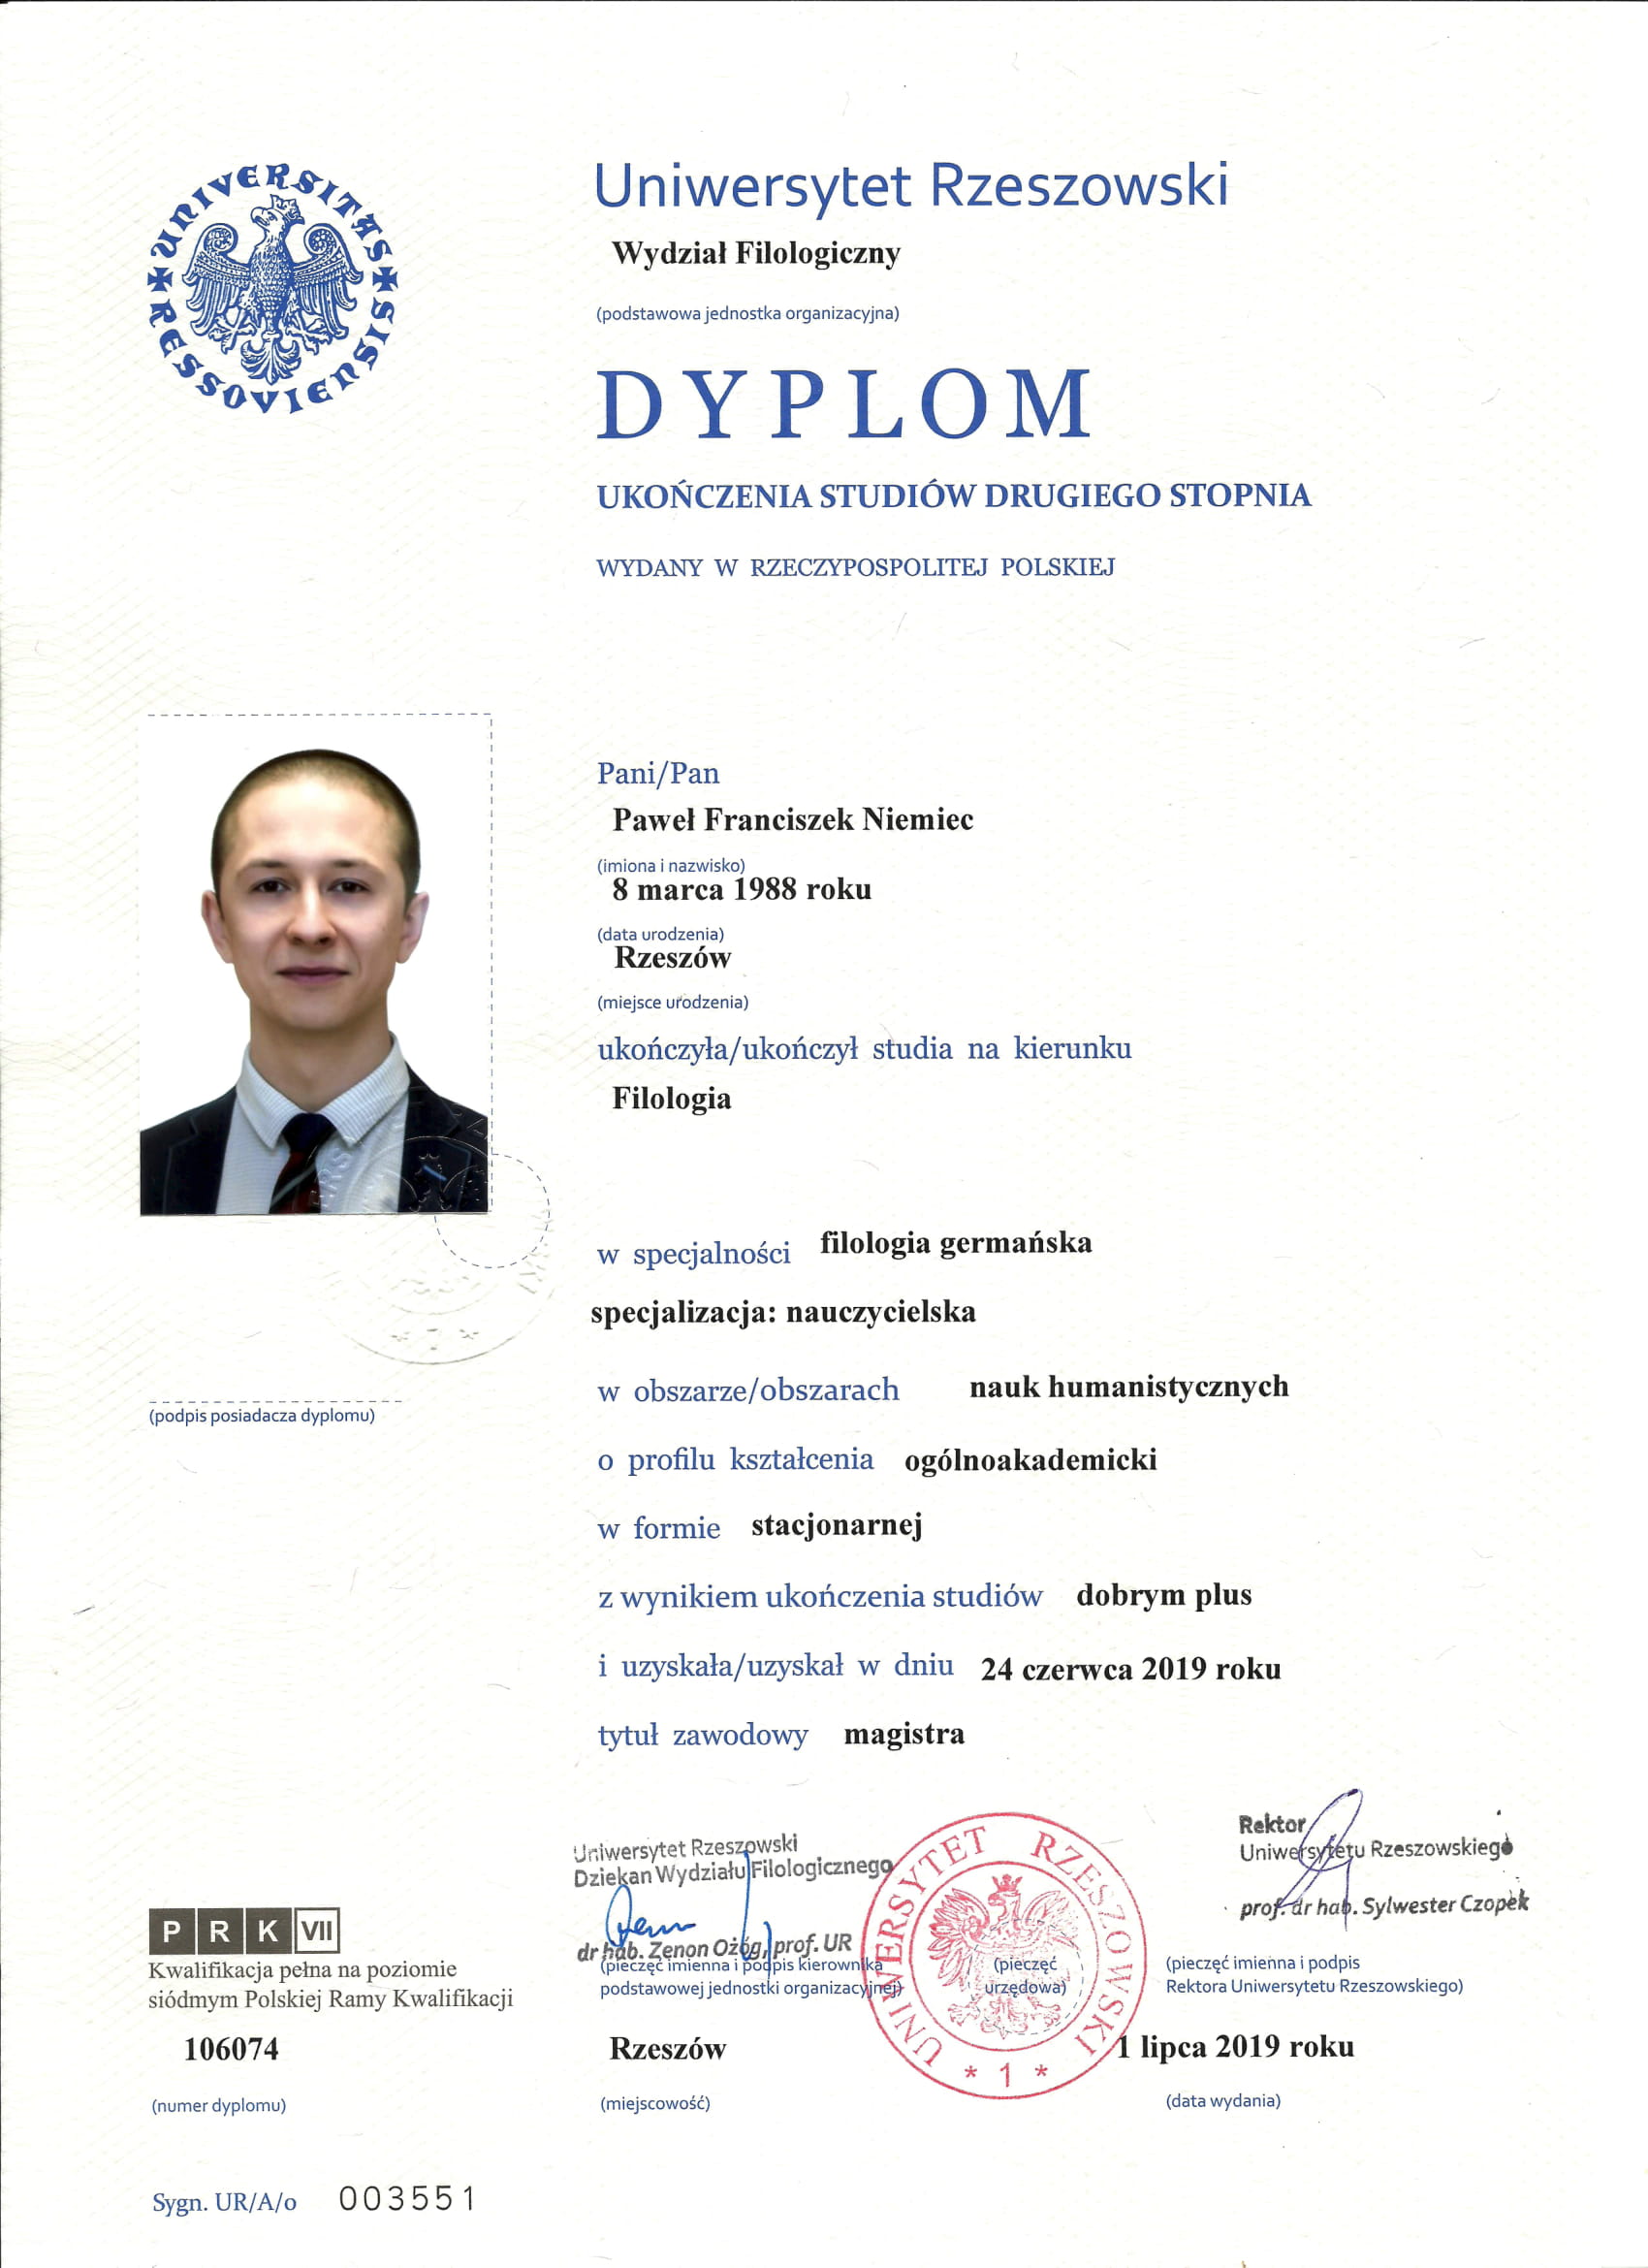 UNIVERSITAS RESSOVIENSIS
Uniwersytet Rzeszowski
Wydział Filologiczny
(podstawowa jednostka organizacyjna)
DYPLOM
UKOŃCZENIA STUDIÓW DRUGIEGO STOPNIA
WYDANY W RZECZYPOSPOLITEJ POLSKIEJ
Pani/Pan
Paweł Franciszek Niemiec
(imiona i nazwisko)
8 marca 1988 roku
(data urodzenia)
Rzeszów
(miejsce urodzenia)
ukończyła/ukończył studia na kierunku
Filologia
w specjalności filologia germańska
specjalizacja: nauczycielska
w obszarze/obszarach nauk humanistycznych
(podpis posiadacza dyplomu)
o profilu kształcenia ogólnoakademicki
w formie stacjonarnej
z wynikiem ukończenia studiów dobrym plus
i uzyskała/uzyskał w dniu 24 czerwca 2019 roku
tytuł zawodowy magistra
Uniwersytet Rzeszowski
Dziekan Wydziału Filologicznego
dr hab. Zenon Ożóg, prof. UR
(pieczęć imienna i podpis kierownika
podstawowej jednostki organizacyjnej)
UNIWERSYTET RZESZOWSKI
* 1 *
(pieczęć
urzędowa)
Rektor
Uniwersytetu Rzeszowskiego
prof. dr hab. Sylwester Czopek
(pieczęć imienna i podpis
Rektora Uniwersytetu Rzeszowskiego)
PRK VII
Kwalifikacja pełna na poziomie
siódmym Polskiej Ramy Kwalifikacji
106074
(numer dyplomu)
Rzeszów
(miejscowość)
1 lipca 2019 roku
(data wydania)
Sygn. UR/A/o 003551